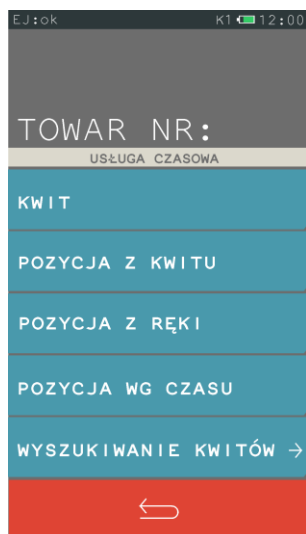 EJ:ok K1 12:00
TOWAR NR:
USŁUGA CZASOWA
KWIT
POZYCJA Z KWITU
POZYCJA Z RĘKI
POZYCJA WG CZASU
WYSZUKIWANIE KWITÓW →